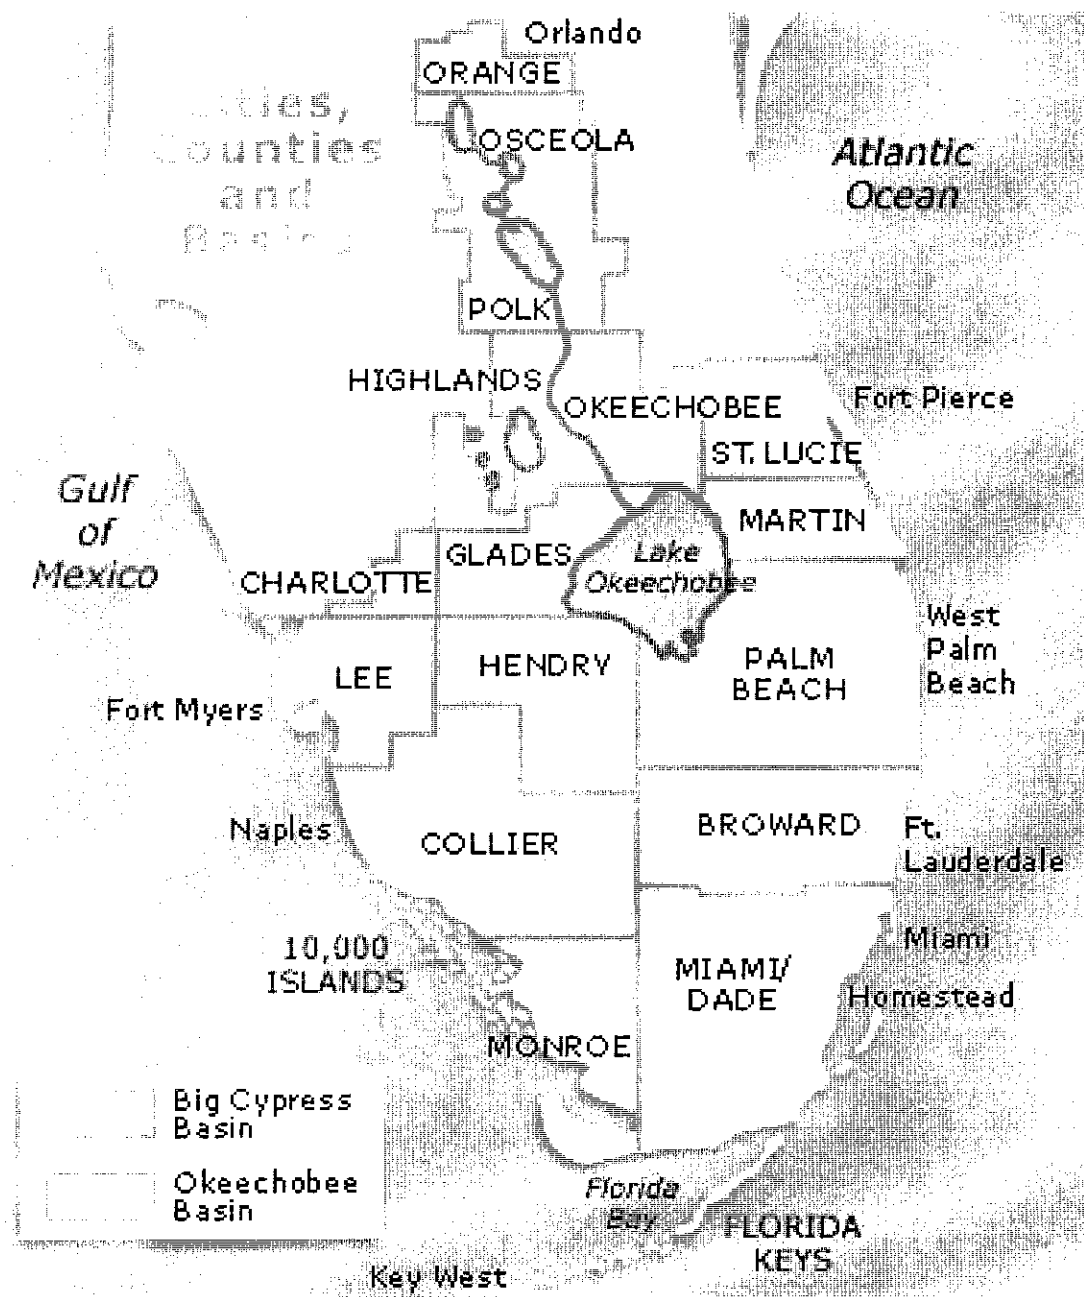 Orlando
ORANGE
Counties
and
OSCEOLA
Atlantic
Ocean
POLK
HIGHLANDS
OKEECHOBEE
Fort Pierce
ST. LUCIE
Gulf
of
Mexico
MARTIN
GLADES
Lake
Okeechobee
CHARLOTTE
West
Palm
Beach
LEE
HENDRY
PALM
BEACH
Fort Myers
Naples
COLLIER
BROWARD
Ft.
Lauderdale
10,000
ISLANDS
Miami
MIAMI/
DADE
Homestead
MONROE
Big Cypress
Basin
Okeechobee
Basin
Florida
Bay
FLORIDA
KEYS
Key West